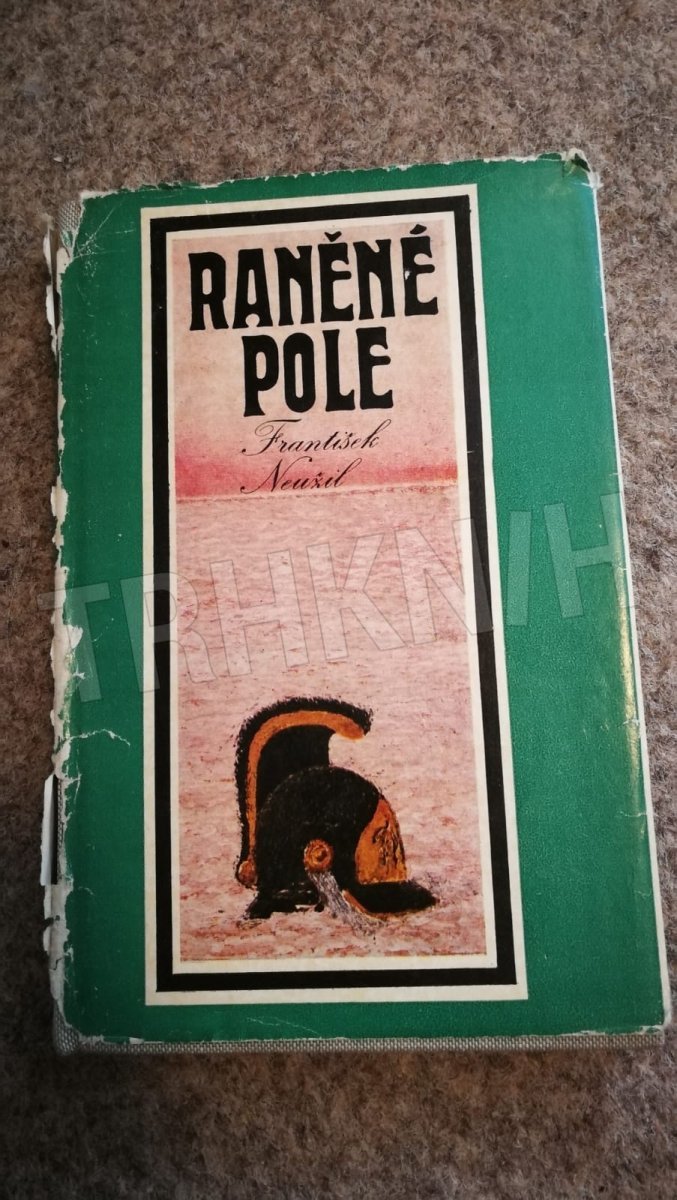 RANĚNÉ
POLE
František
Neužil
TRHKNIH